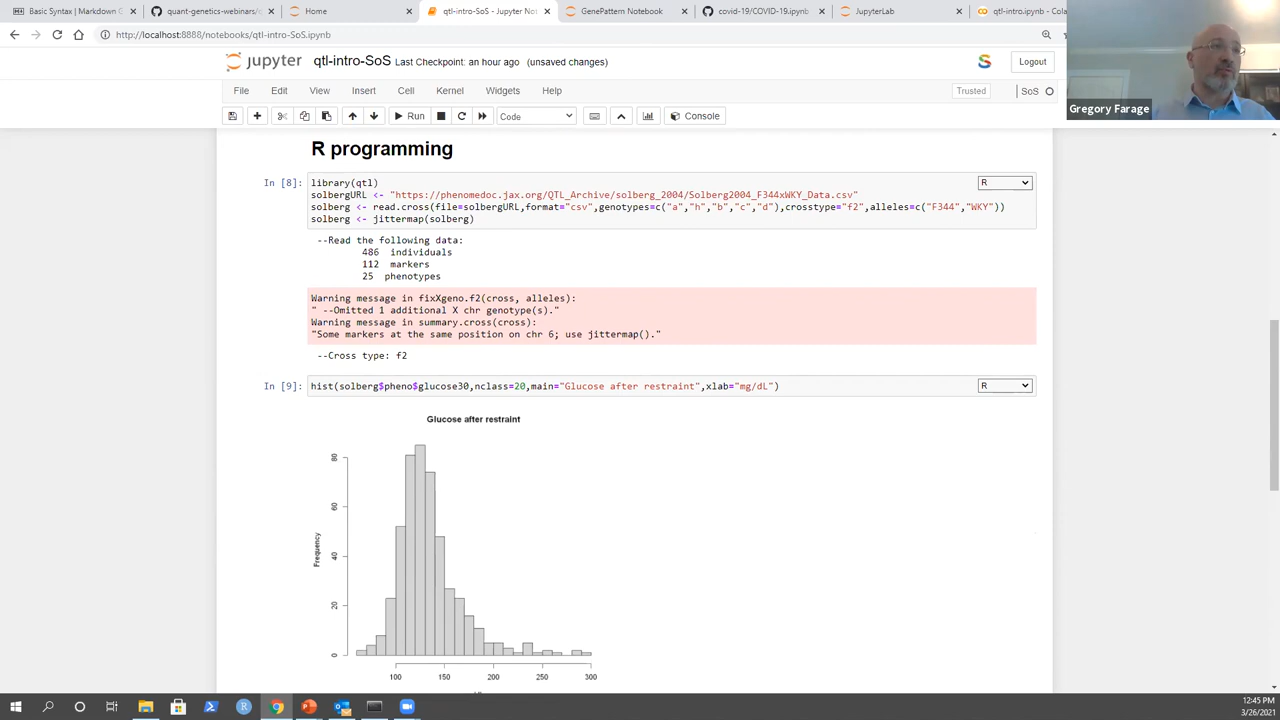 Basic Syntax | Markdown G
quant-genetics-webinars/q
Home
qtl-intro-SoS - Jupyter No
GenePattern Notebook
covid-19/COVID-19.ipynb
JupyterLab
qtl-intro.ipynb - Cola
http://localhost:8888/notebooks/qtl-intro-SoS.ipynb
jupyter qtl-intro-SoS Last Checkpoint: an hour ago (unsaved changes)
Logout
Gregory Farage
File Edit View Insert Cell Kernel Widgets Help
Trusted
SoS
Run
Code
Console
R programming
In [8]:
library(qtl)
R
solbergURL <- "https://phenomedoc.jax.org/QTL_Archive/solberg_2004/Solberg2004_F344xWKY_Data.csv"
solberg <- read.cross(file=solbergURL,format="csv",genotypes=c("a","h","b","c","d"),crosstype="f2",alleles=c("F344","WKY"))
solberg <- jittermap(solberg)
--Read the following data:
486 individuals
112 markers
25 phenotypes
Warning message in fixXgeno.f2(cross, alleles):
" --Omitted 1 additional X chr genotype(s)."
Warning message in summary.cross(cross):
"Some markers at the same position on chr 6; use jittermap()."
--Cross type: f2
In [9]:
hist(solberg$pheno$glucose30,nclass=20,main="Glucose after restraint",xlab="mg/dL")
R
Glucose after restraint
Frequency
80
60
40
20
0
100 150 200 250 300
12:45 PM
3/26/2021